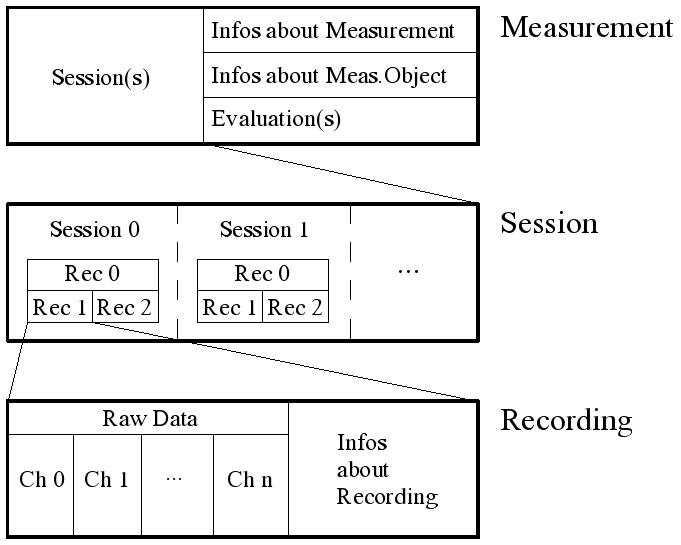 Measurement
Session(s)
Infos about Measurement
Infos about Meas.Object
Evaluation(s)
Session
Session 0
Rec 0
Rec 1
Rec 2
Session 1
Rec 0
Rec 1
Rec 2
...
Recording
Raw Data
Ch 0
Ch 1
...
Ch n
Infos
about
Recording